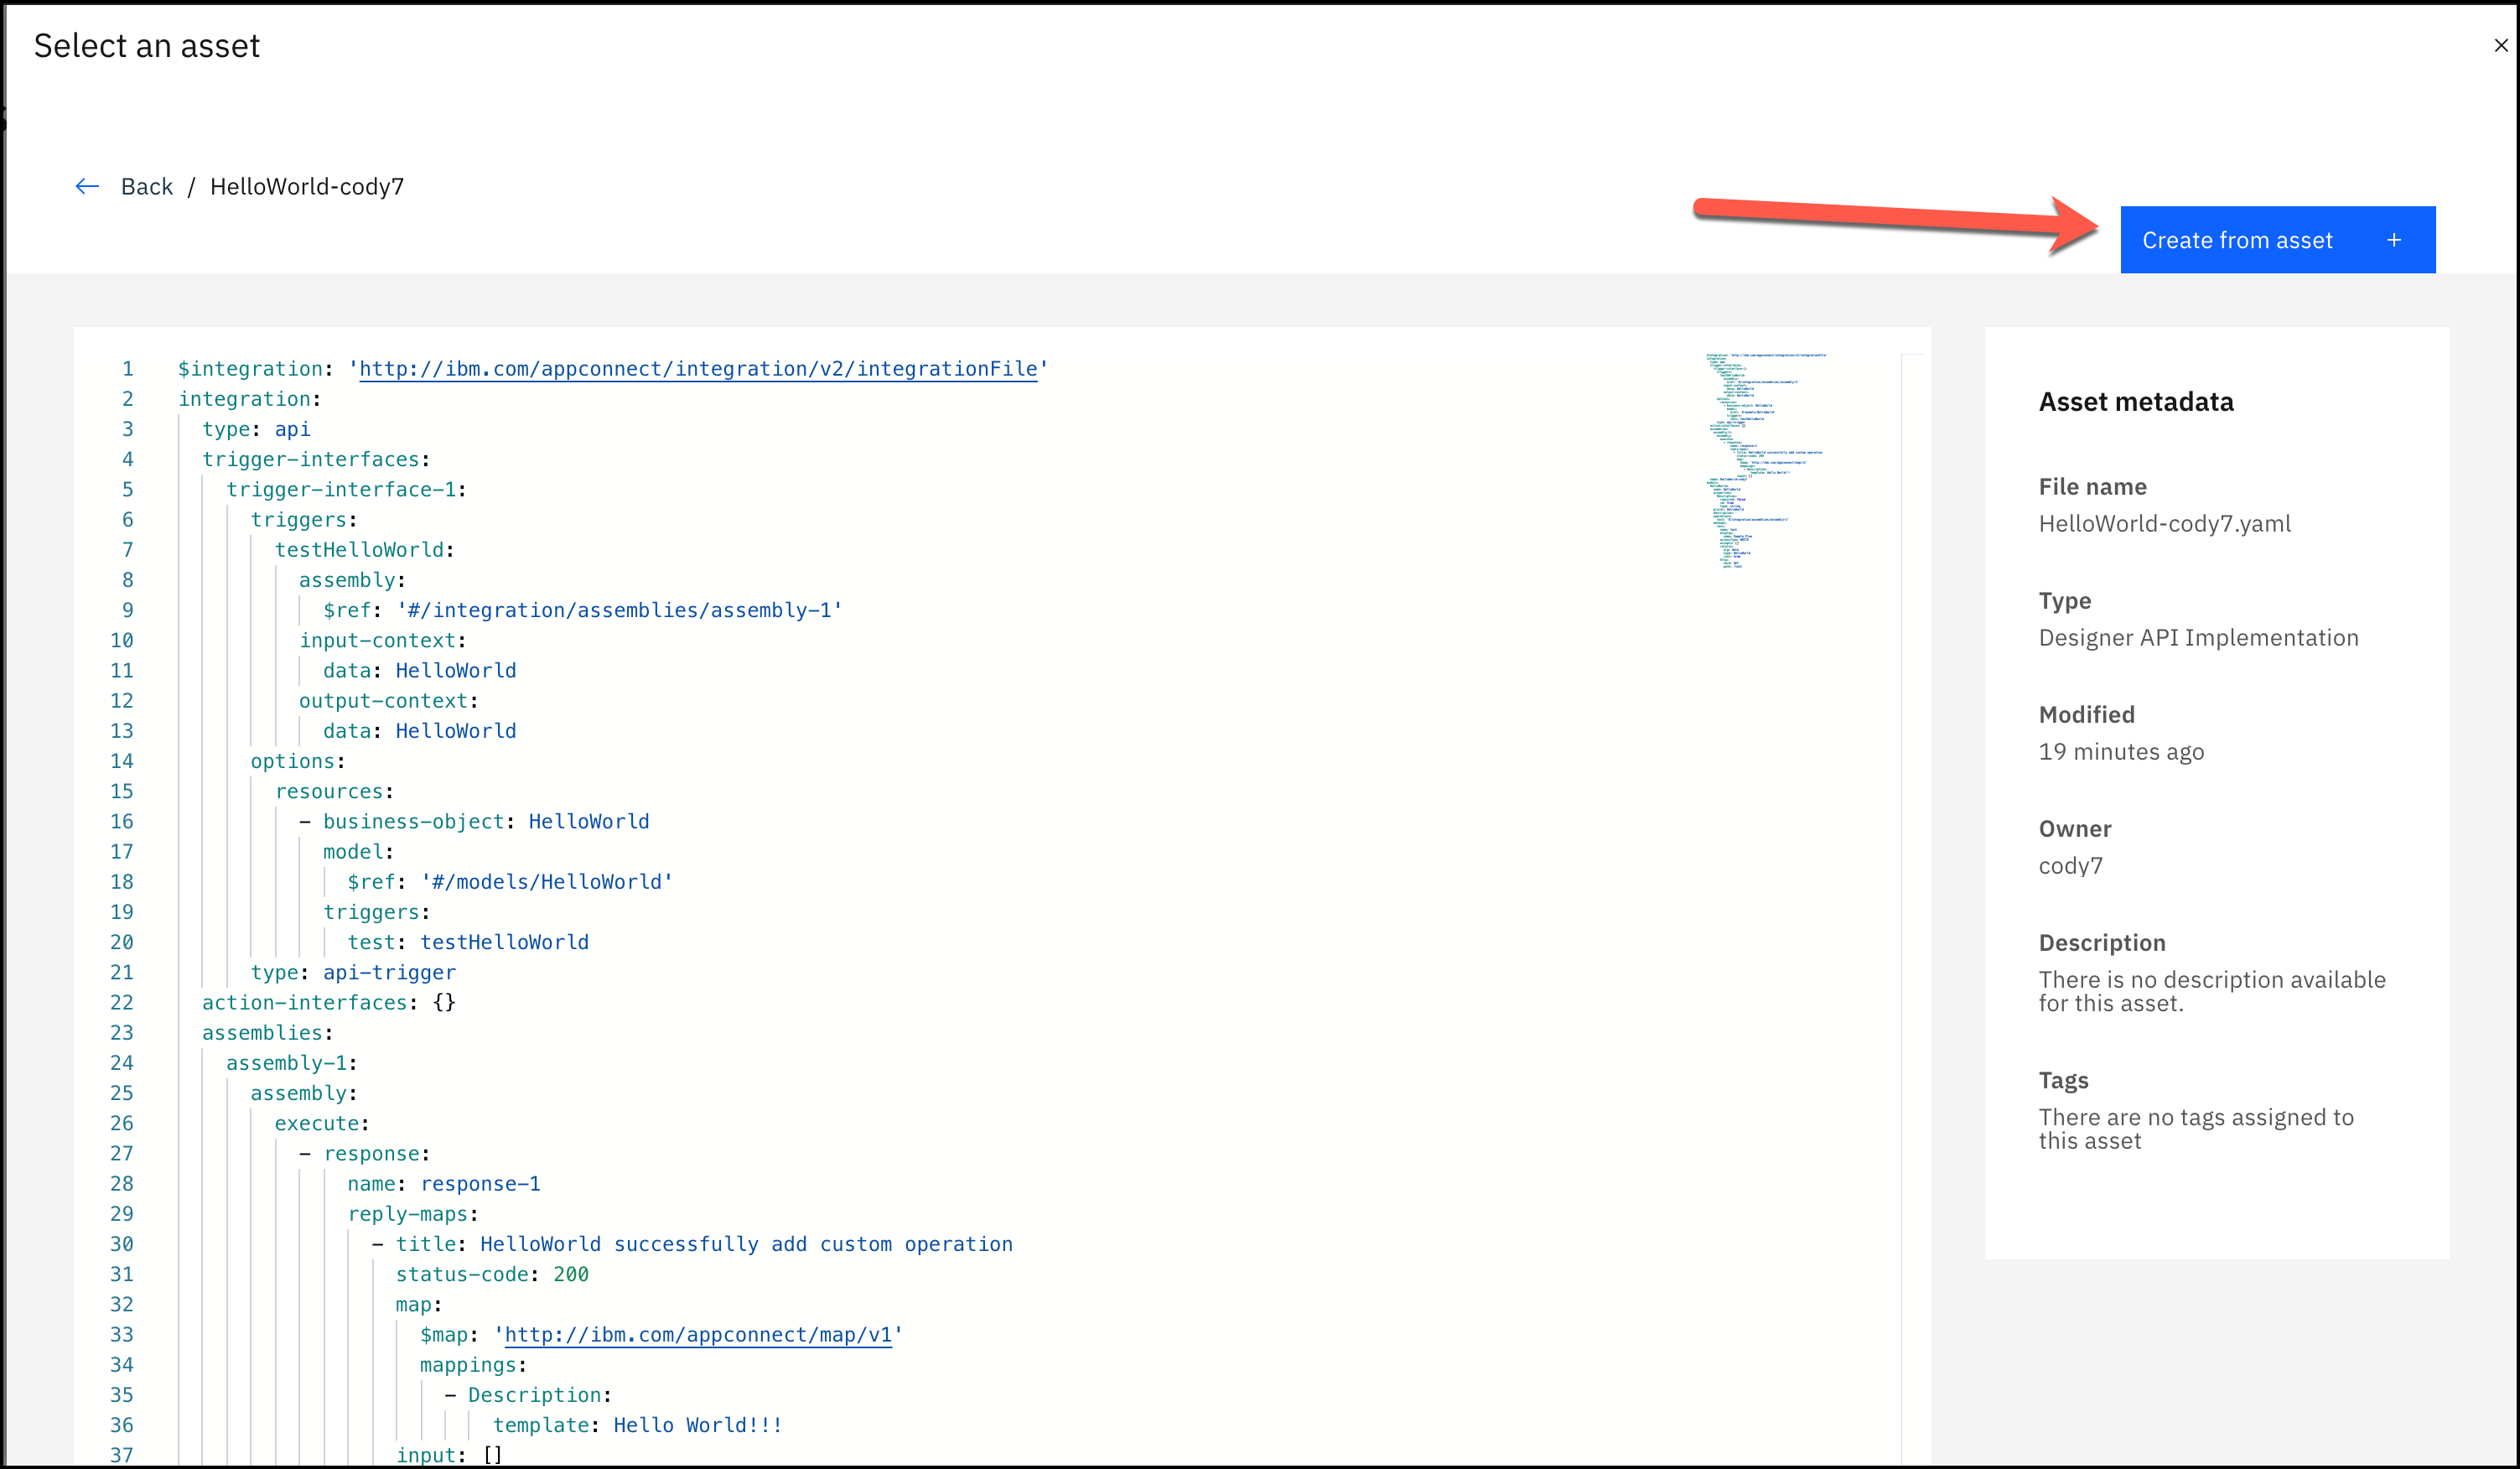 Select an asset
Back / HelloWorld-cody7
Create from asset +
1 $integration: 'http://ibm.com/appconnect/integration/v2/integrationFile'
2 integration:
3 type: api
4 trigger-interfaces:
5 trigger-interface-1:
6 triggers:
7 testHelloWorld:
8 assembly:
9 $ref: '#/integration/assemblies/assembly-1'
10 input-context:
11 data: HelloWorld
12 output-context:
13 data: HelloWorld
14 options:
15 resources:
16 - business-object: HelloWorld
17 model:
18 $ref: '#/models/HelloWorld'
19 triggers:
20 test: testHelloWorld
21 type: api-trigger
22 action-interfaces: {}
23 assemblies:
24 assembly-1:
25 assembly:
26 execute:
27 - response:
28 name: response-1
29 reply-maps:
30 - title: HelloWorld successfully add custom operation
31 status-code: 200
32 map:
33 $map: 'http://ibm.com/appconnect/map/v1'
34 mappings:
35 - Description:
36 template: Hello World!!!
37 input: []
Asset metadata
File name
HelloWorld-cody7.yaml
Type
Designer API Implementation
Modified
19 minutes ago
Owner
cody7
Description
There is no description available
for this asset.
Tags
There are no tags assigned to
this asset